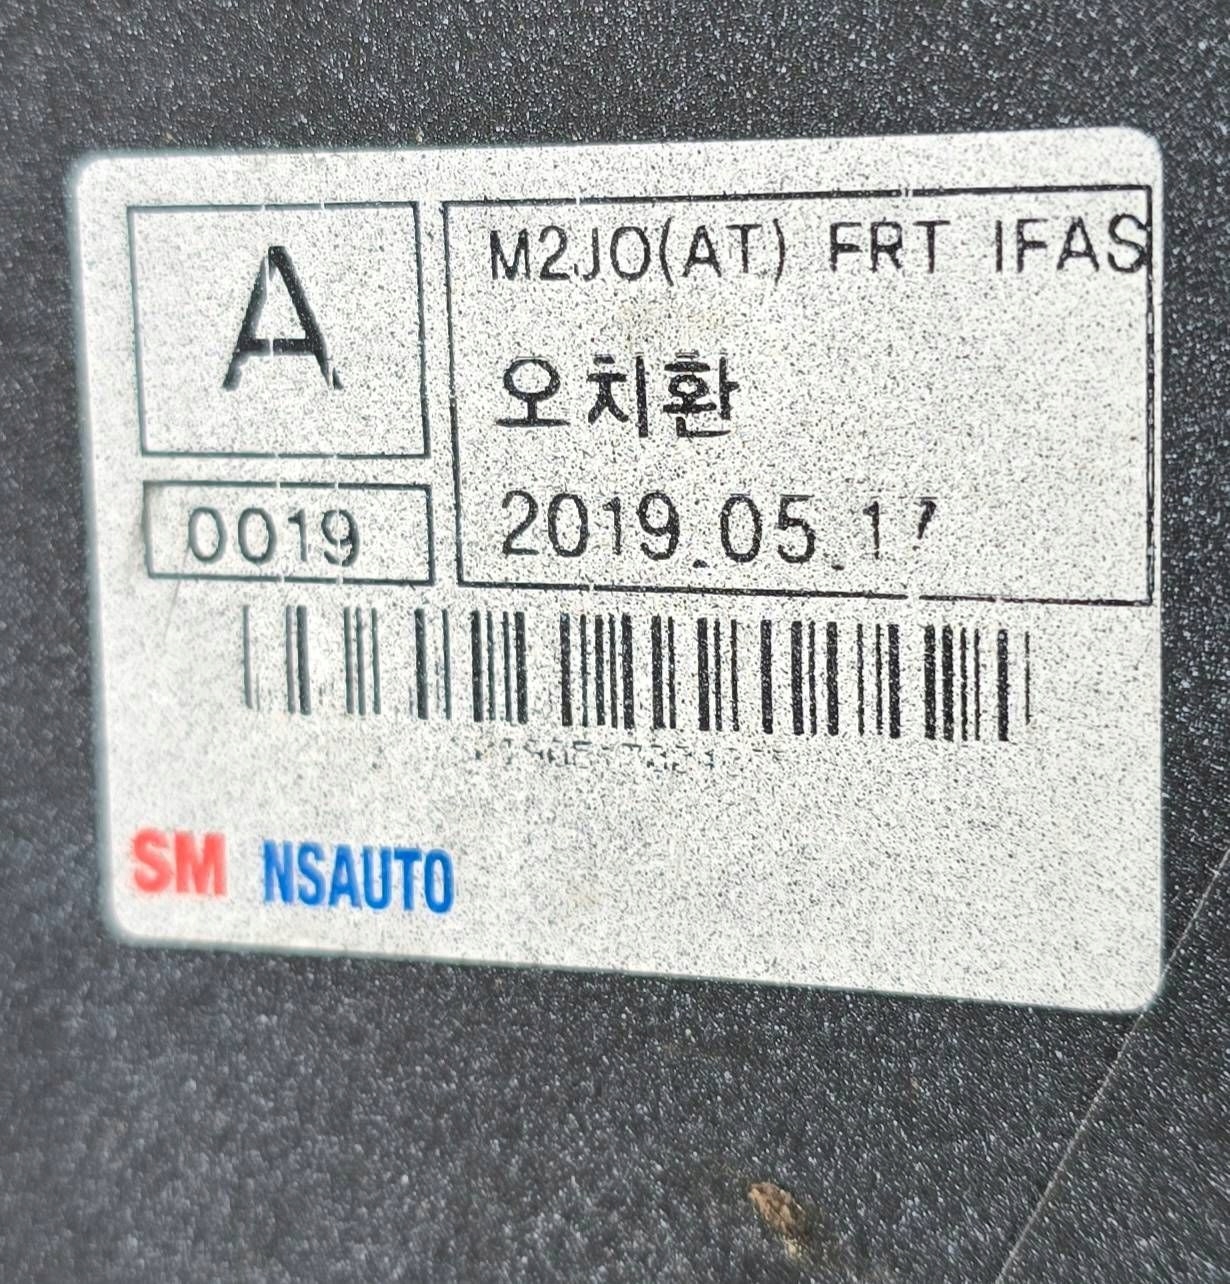 A
0019
M2JO(AT) FRT IFAS
오치환
2019.05.17
SM NSAUTO